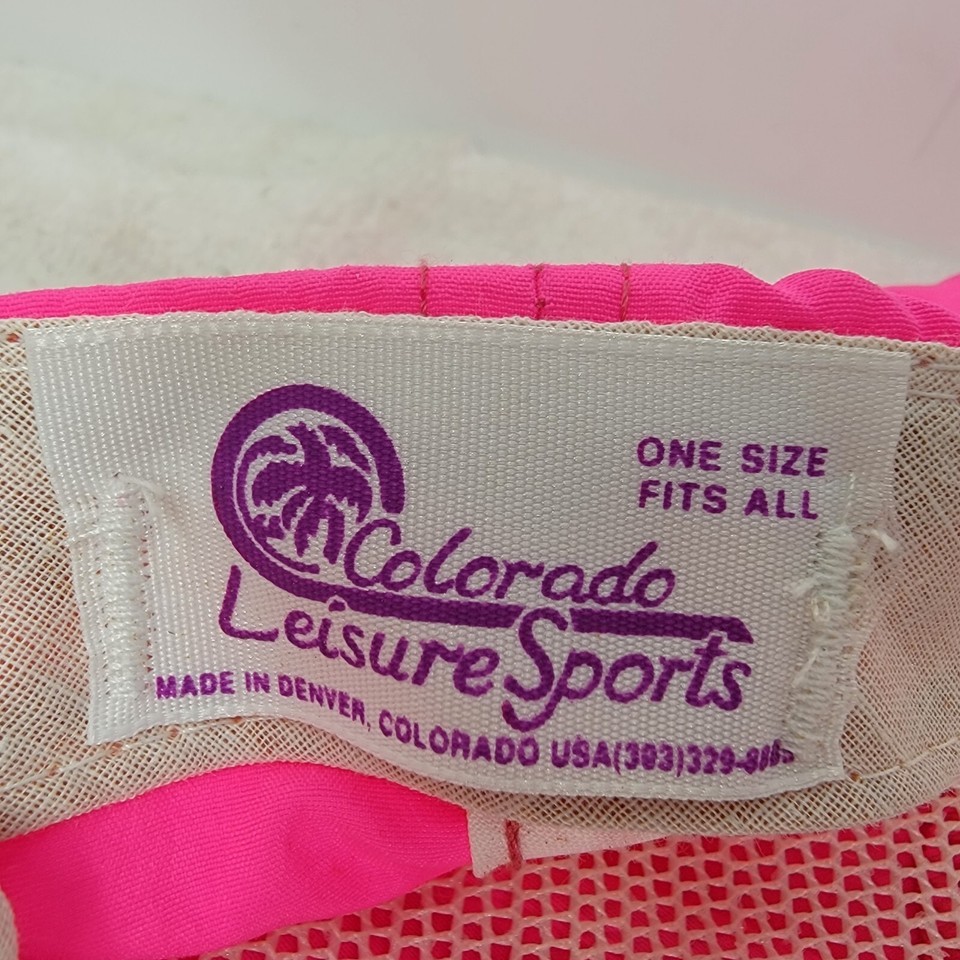 ONE SIZE
FITS ALL
Colorado
Leisure Sports
MADE IN DENVER, COLORADO USA(303)329-